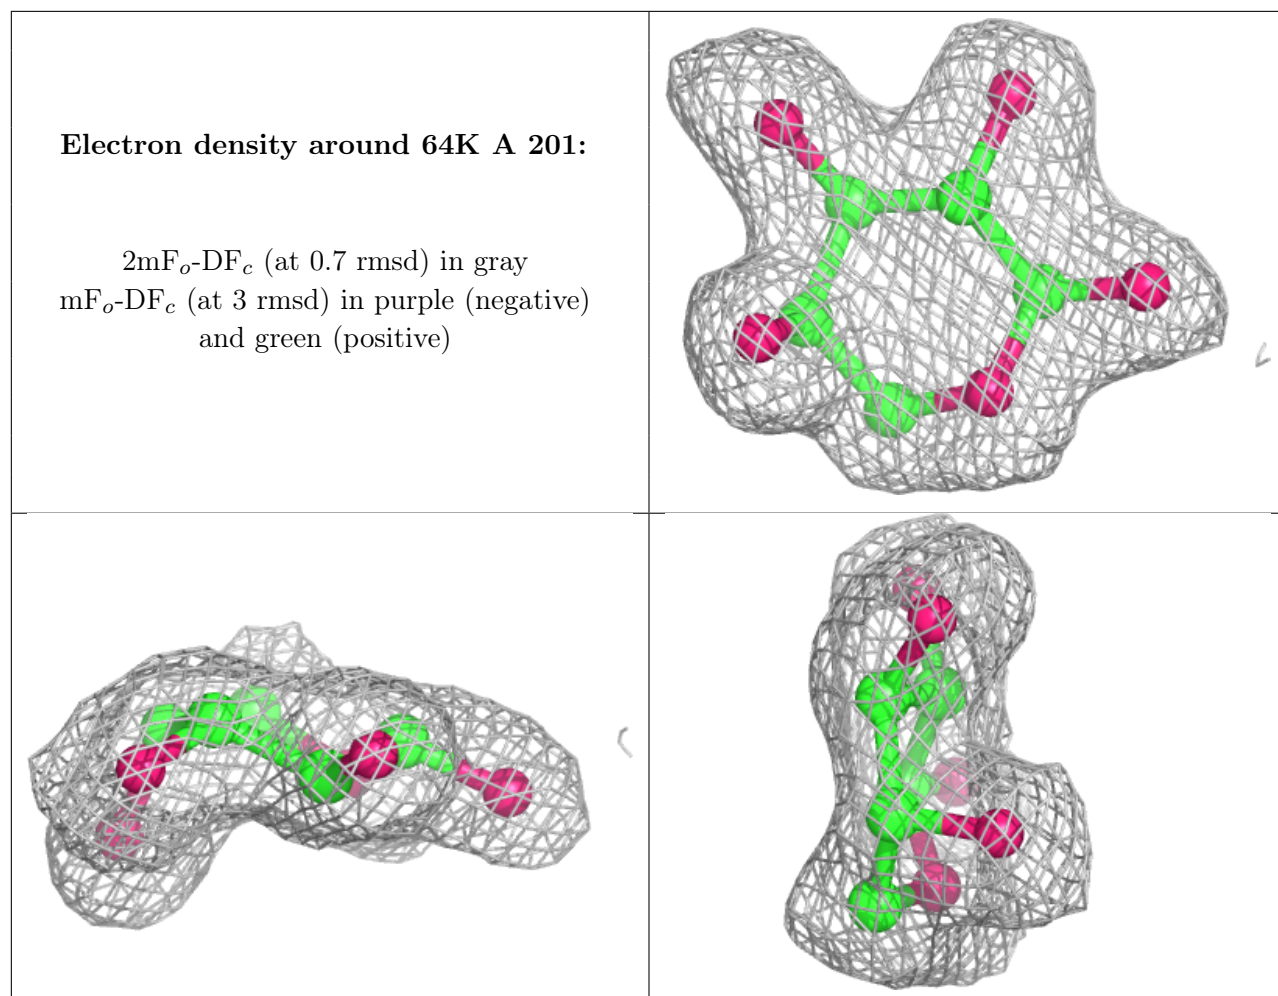 Electron density around 64K A 201:
2mFo-DFc (at 0.7 rmsd) in gray
mFo-DFc (at 3 rmsd) in purple (negative)
and green (positive)